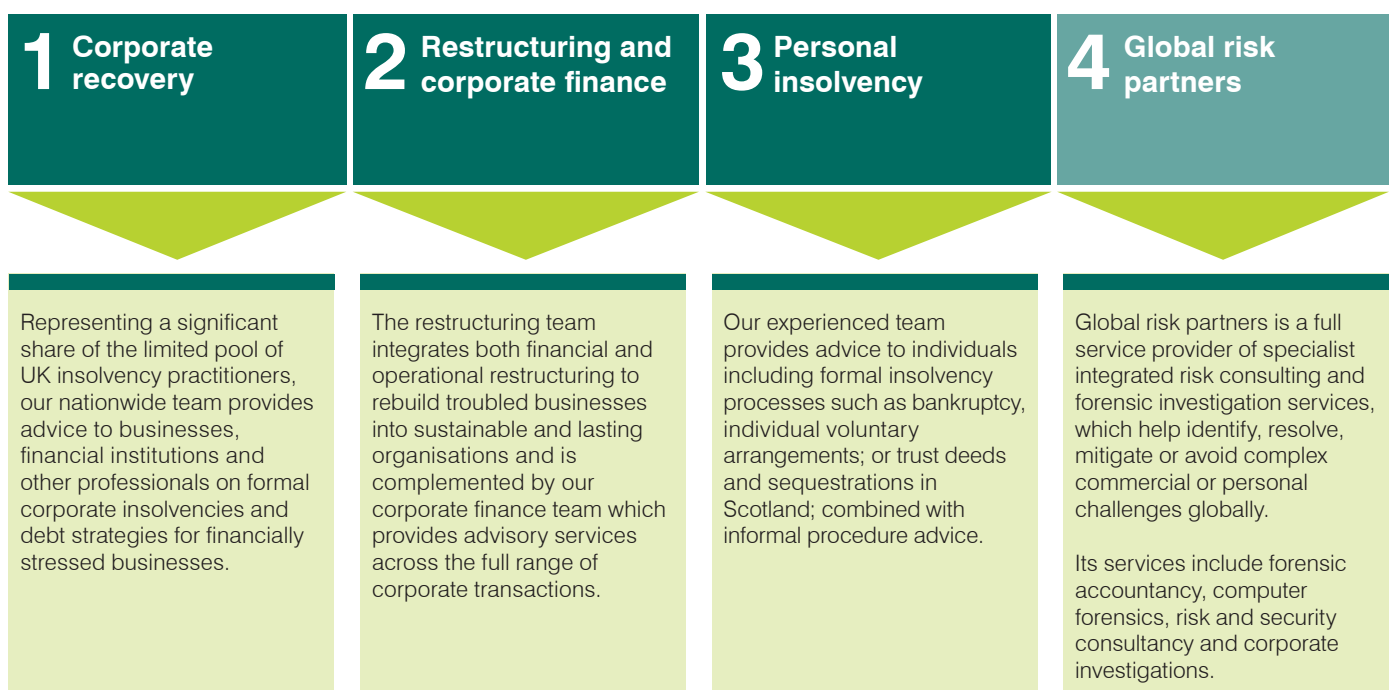 1 Corporate
recovery
2 Restructuring and
corporate finance
3 Personal
insolvency
4 Global risk
partners
Representing a significant
share of the limited pool of
UK insolvency practitioners,
our nationwide team provides
advice to businesses,
financial institutions and
other professionals on formal
corporate insolvencies and
debt strategies for financially
stressed businesses.
The restructuring team
integrates both financial and
operational restructuring to
rebuild troubled businesses
into sustainable and lasting
organisations and is
complemented by our
corporate finance team which
provides advisory services
across the full range of
corporate transactions.
Our experienced team
provides advice to individuals
including formal insolvency
processes such as bankruptcy,
individual voluntary
arrangements; or trust deeds
and sequestrations in
Scotland; combined with
informal procedure advice.
Global risk partners is a full
service provider of specialist
integrated risk consulting and
forensic investigation services,
which help identify, resolve,
mitigate or avoid complex
commercial or personal
challenges globally.
Its services include forensic
accountancy, computer
forensics, risk and security
consultancy and corporate
investigations.